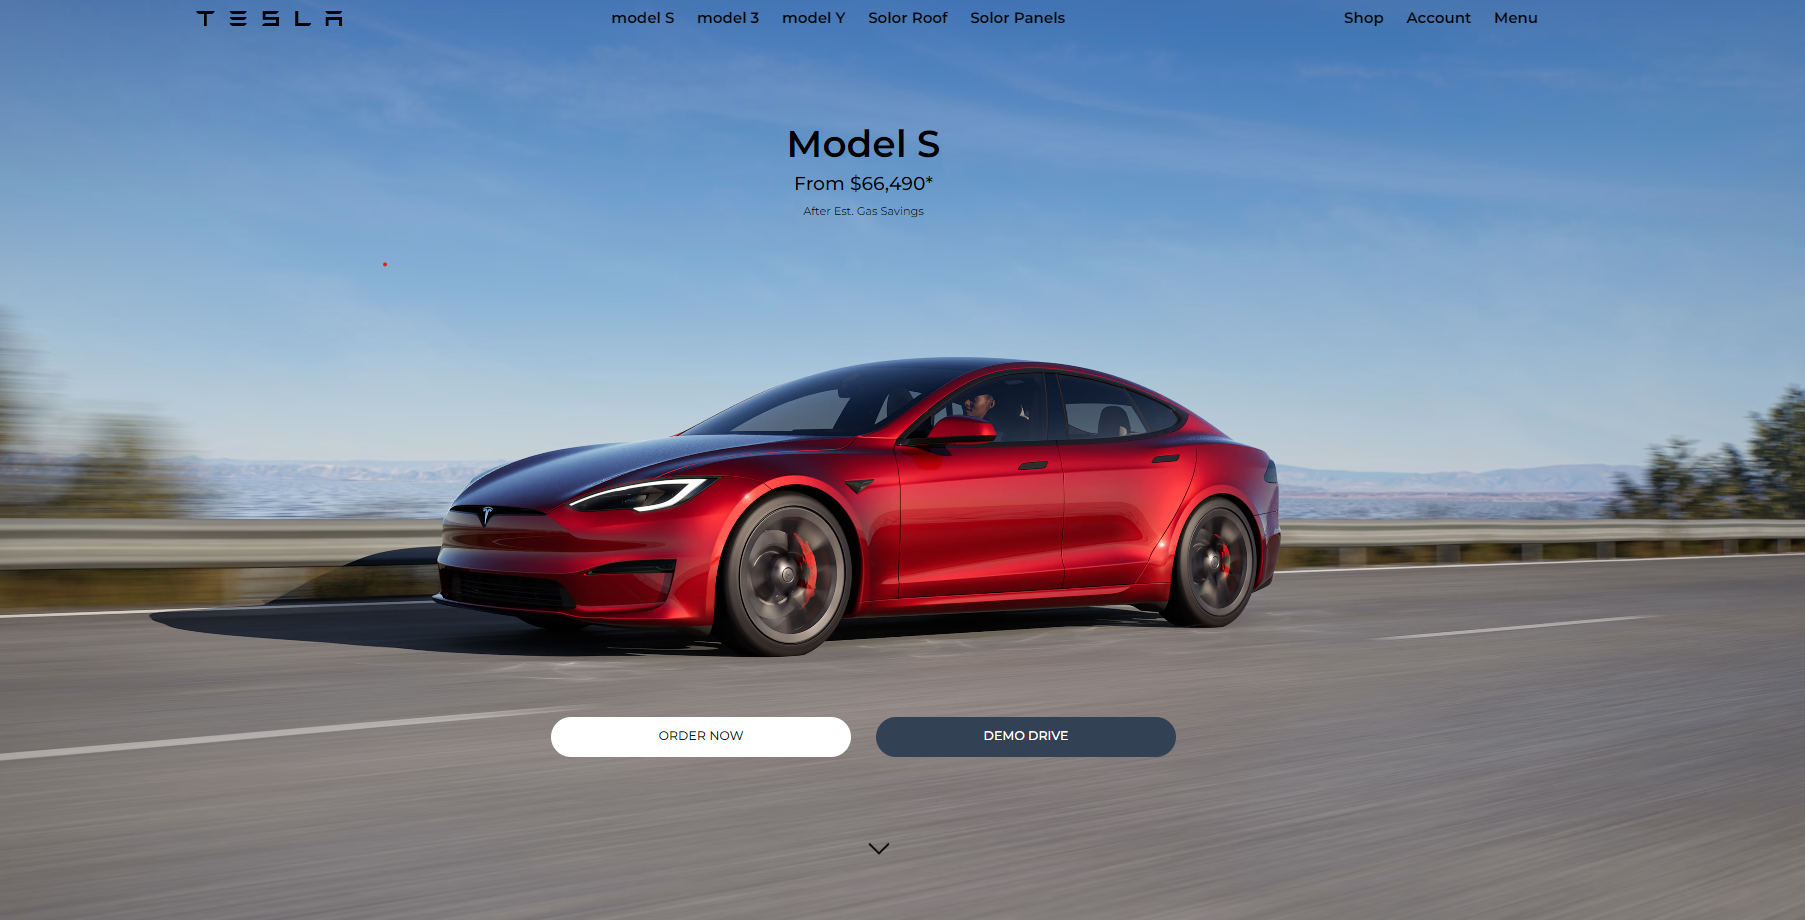 TESLA model S model 3 model Y Solor Roof Solor Panels Shop Account Menu
Model S
From $66,490*
After Est. Gas Savings
ORDER NOW DEMO DRIVE